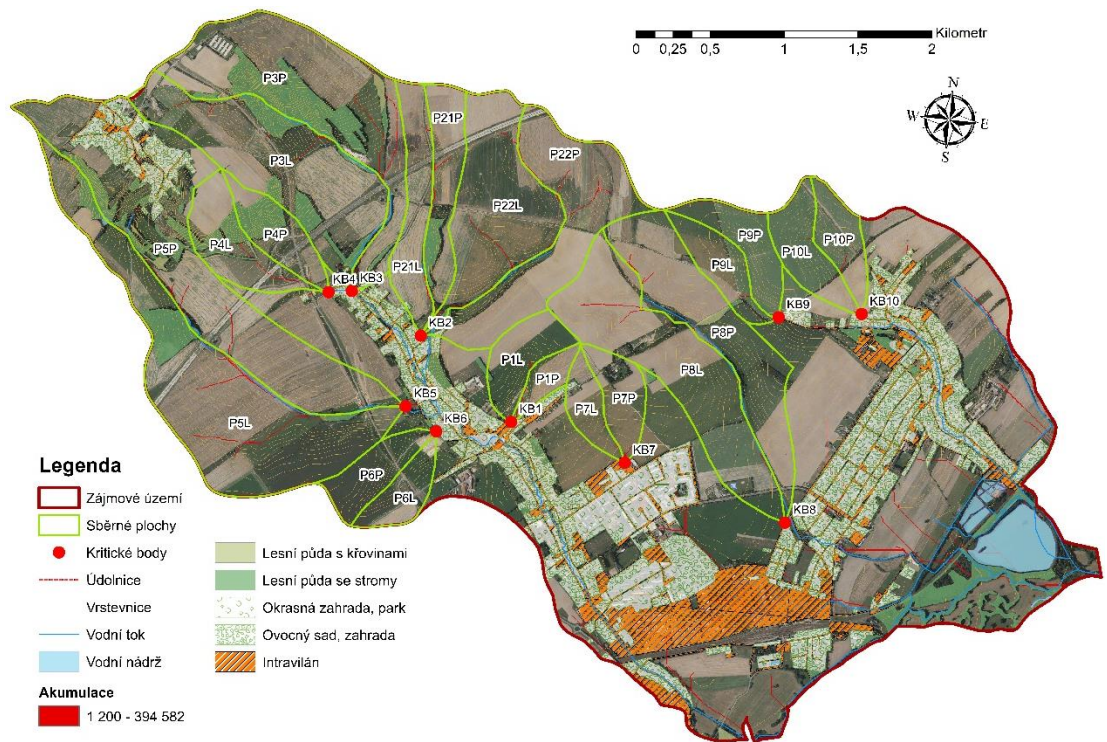 Kilometr
0 0,25 0,5 1 1,5 2
N
W E
S
P3P
P21P
P22P
P3L
P22L
P4L
P4P
P5P
P21L
P9P
P10P
P10L
P9L
KB4
KB3
KB9
KB10
KB2
P8P
P1L
P8L
P1P
P7P
P7L
KB5
KB1
P5L
KB6
KB7
P6P
P6L
KB8
Legenda
Zájmové území
Sběrné plochy
Kritické body
Údolnice
Vrstevnice
Vodní tok
Vodní nádrž
Akumulace
1 200 - 394 582
Lesní půda s křovinami
Lesní půda se stromy
Okrasná zahrada, park
Ovocný sad, zahrada
Intravilán